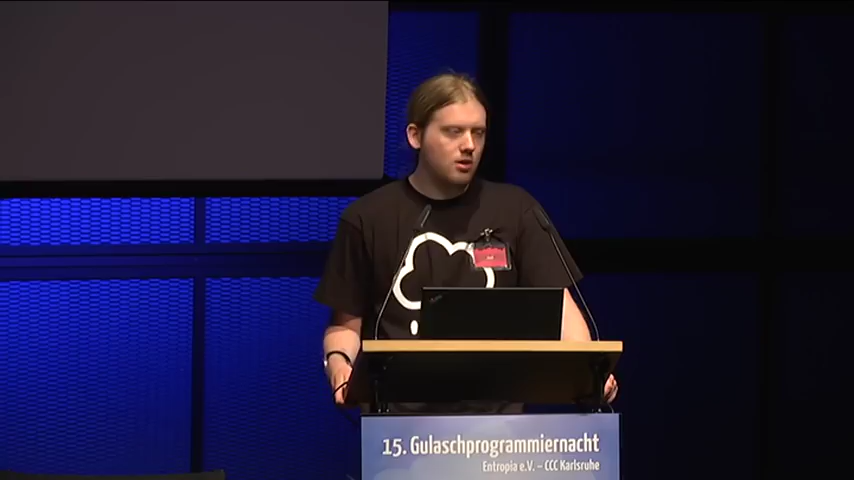 15. Gulaschprogrammiernacht
Entropia e.V. – CCC Karlsruhe